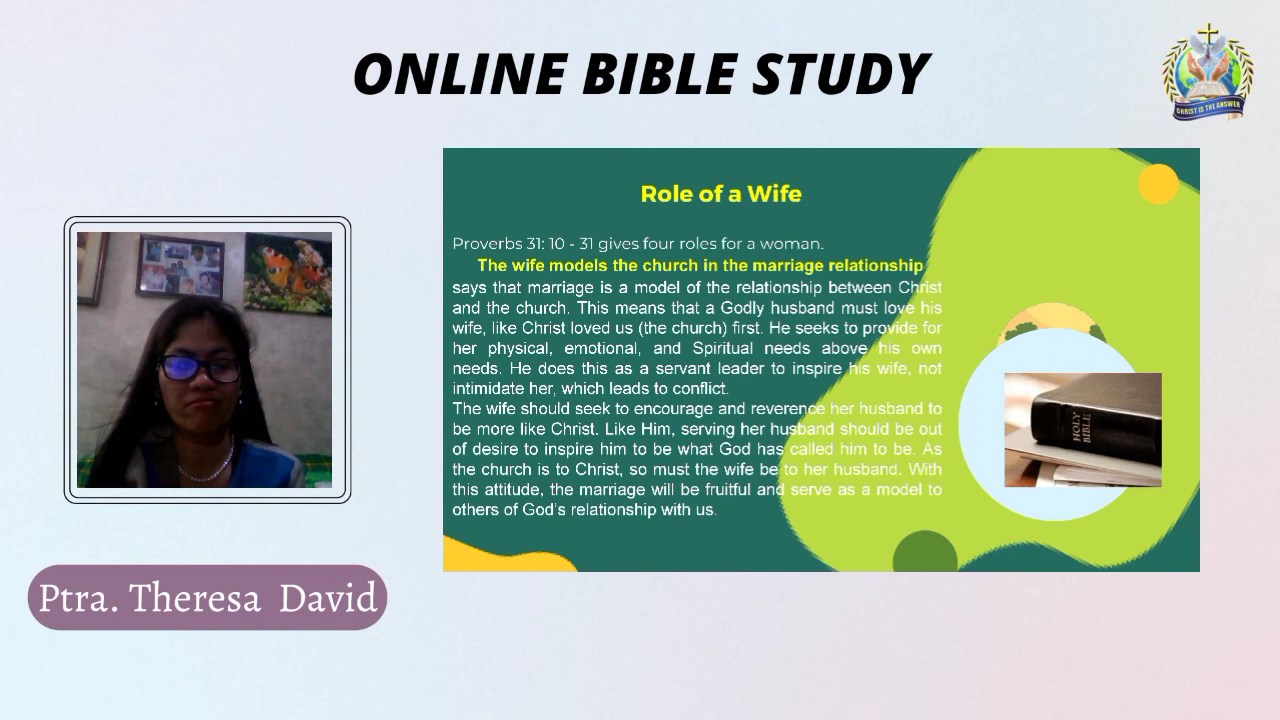 ONLINE BIBLE STUDY
CHRIST IS THE ANSWER
Role of a Wife
Proverbs 31: 10 - 31 gives four roles for a woman.
The wife models the church in the marriage relationship
says that marriage is a model of the relationship between Christ
and the church. This means that a Godly husband must love his
wife, like Christ loved us (the church) first. He seeks to provide for
her physical, emotional, and Spiritual needs above his own
needs. He does this as a servant leader to inspire his wife, not
intimidate her, which leads to conflict.
The wife should seek to encourage and reverence her husband to
be more like Christ. Like Him, serving her husband should be out
of desire to inspire him to be what God has called him to be. As
the church is to Christ, so must the wife be to her husband. With
this attitude, the marriage will be fruitful and serve as a model to
others of God's relationship with us.
HOLY
BIBLE
Ptra. Theresa David